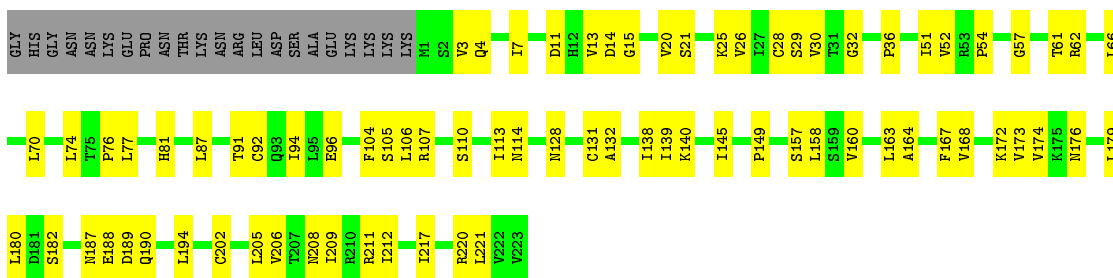 GLY HIS GLY ASN ASN LYS GLU PRO ASN THR LYS ASN ARG LEU ASP SER ALA GLU LYS LYS LYS LYS M1 S2 V3 Q4 I7 D11 H12 V13 D14 G15 V20 S21 K25 V26 I27 C28 S29 V30 T31 G32 P36 I51 V52 R53 P54 G57 T61 R62 I66
L70 L74 T75 P76 L77 H81 L87 T91 C92 Q93 I94 L95 E96 F104 S105 L106 R107 S110 I113 N114 N128 C131 A132 I138 I139 K140 I145 P149 S157 L158 S159 V160 L163 A164 F167 V168 K172 V173 V174 K175 N176 L179
L180 D181 S182 N187 E188 D189 Q190 L194 C202 L205 V206 T207 N208 I209 R210 R211 I212 I217 R220 L221 V222 V223